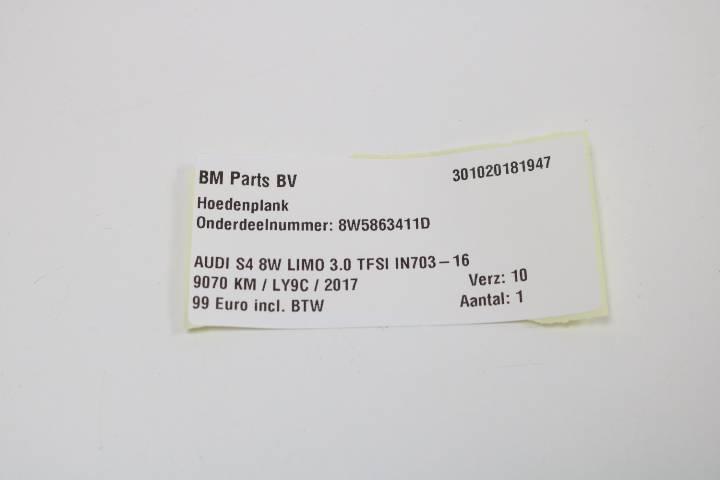 BM Parts BV 301020181947
Hoedenplank
Onderdeelnummer: 8W5863411D
AUDI S4 8W LIMO 3.0 TFSI IN703-16
9070 KM / LY9C / 2017 Verz: 10
99 Euro incl. BTW Aantal: 1